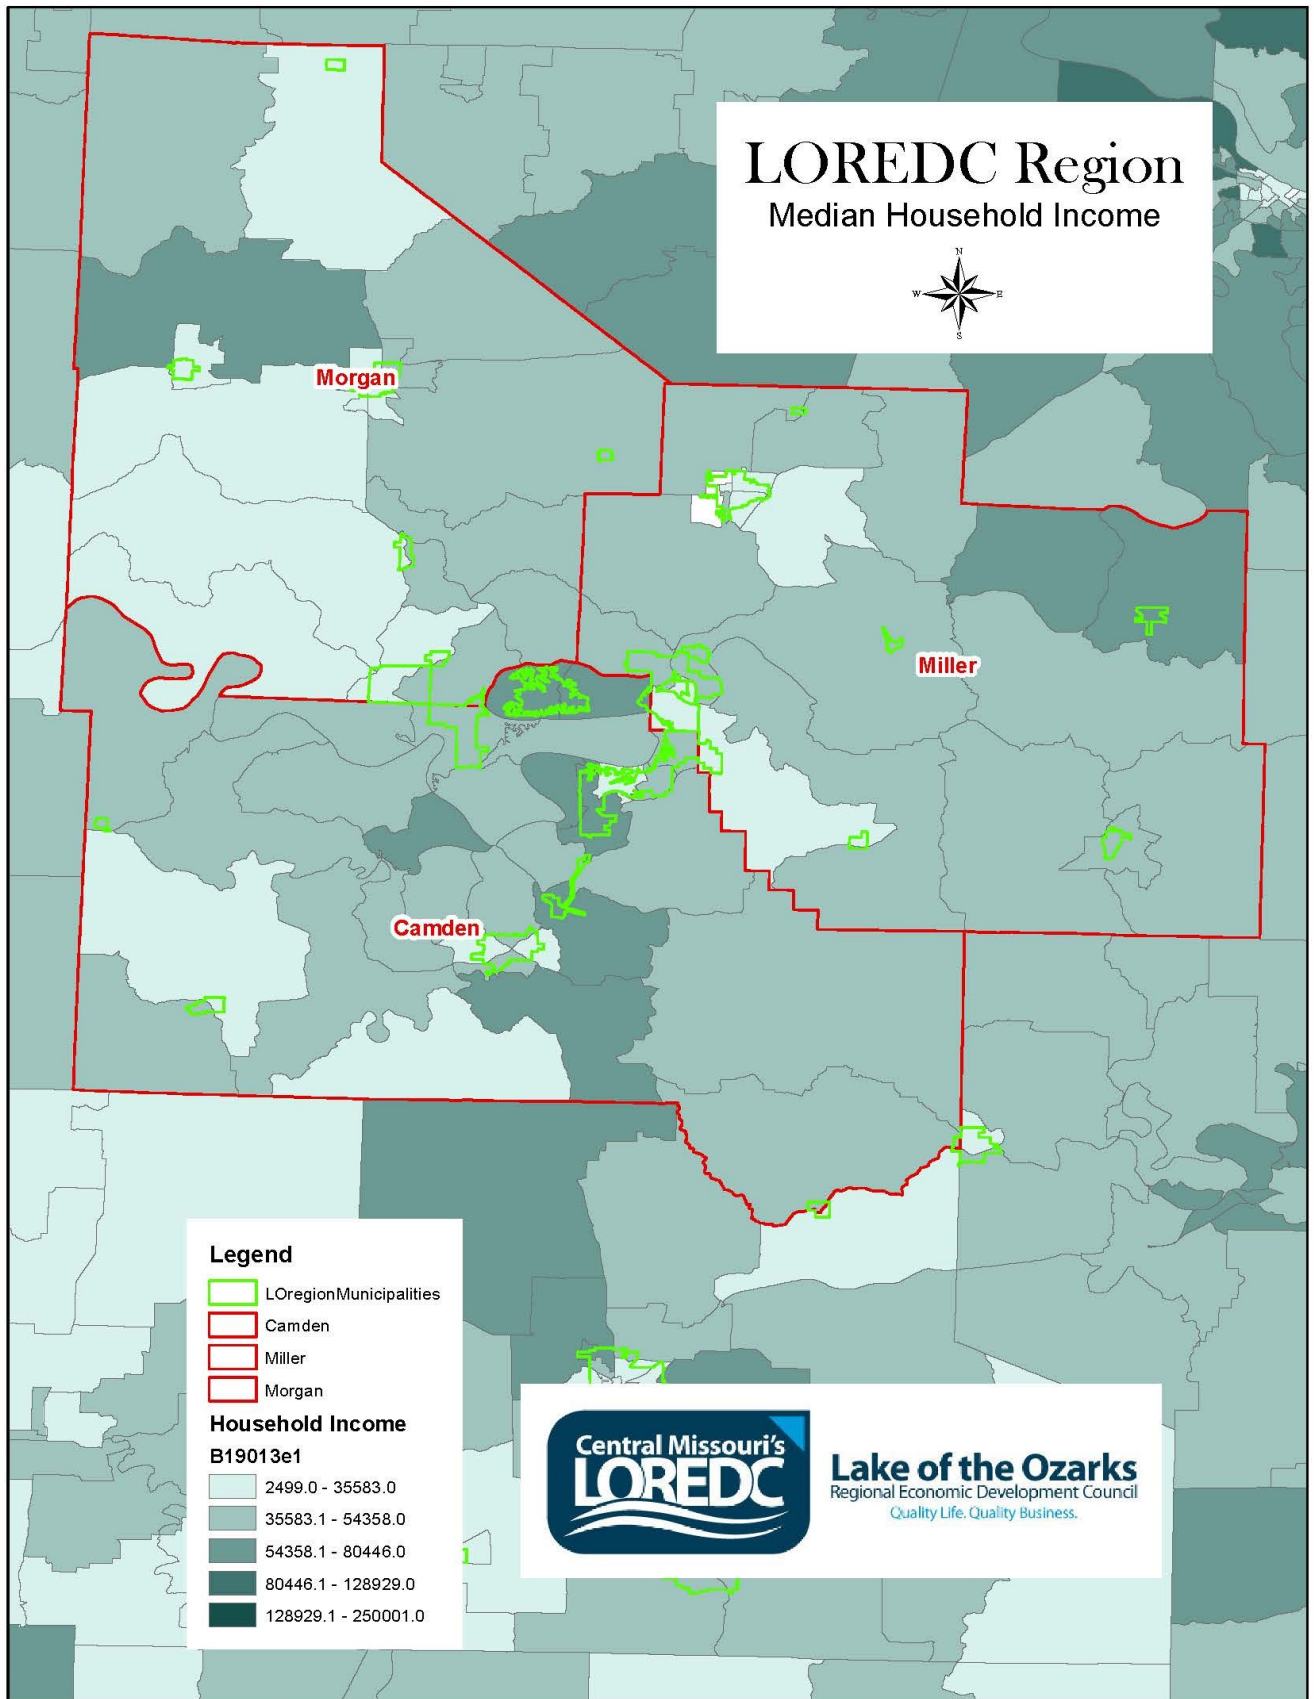 LOREDC Region
Median Household Income
N
W E
S
Morgan
Miller
Camden
Legend
LOregionMunicipalities
Camden
Miller
Morgan
Household Income
B19013e1
2499.0 - 35583.0
35583.1 - 54358.0
54358.1 - 80446.0
80446.1 - 128929.0
128929.1 - 250001.0
Central Missouri's
LOREDC
Lake of the Ozarks
Regional Economic Development Council
Quality Life. Quality Business.